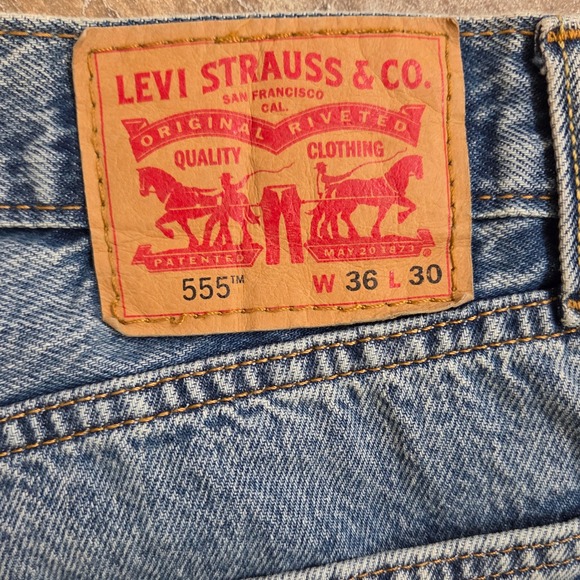 LEVI STRAUSS & CO.
SAN FRANCISCO
CAL.
ORIGINAL RIVETED
QUALITY CLOTHING
PATENTED MAY 20 1873
555™ W 36 L 30